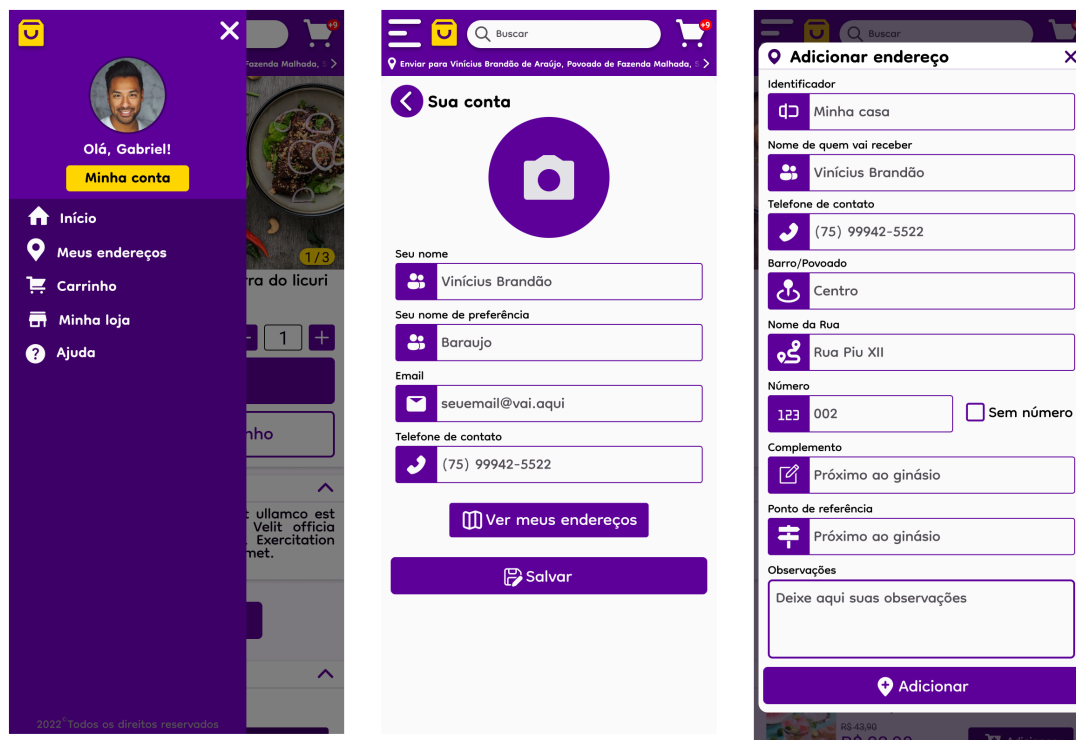 +9
Fazenda Malhada, S
Olá, Gabriel!
Minha conta
Início
Meus endereços
Carrinho
Minha loja
Ajuda
1/3
ra do licuri
1
nho
t ullamco est
Velit officia
Exercitation
met.
2022©Todos os direitos reservados
Buscar
+9
Enviar para Vinícius Brandão de Araújo, Povoado de Fazenda Malhada, S
Sua conta
Seu nome
Vinícius Brandão
Seu nome de preferência
Baraujo
Email
seuemail@vai.aqui
Telefone de contato
(75) 99942-5522
Ver meus endereços
Salvar
Buscar
Adicionar endereço
Identificador
Minha casa
Nome de quem vai receber
Vinícius Brandão
Telefone de contato
(75) 99942-5522
Barro/Povoado
Centro
Nome da Rua
Rua Piu XII
Número
123 002
Sem número
Complemento
Próximo ao ginásio
Ponto de referência
Próximo ao ginásio
Observações
Deixe aqui suas observações
Adicionar
R$ 43,90